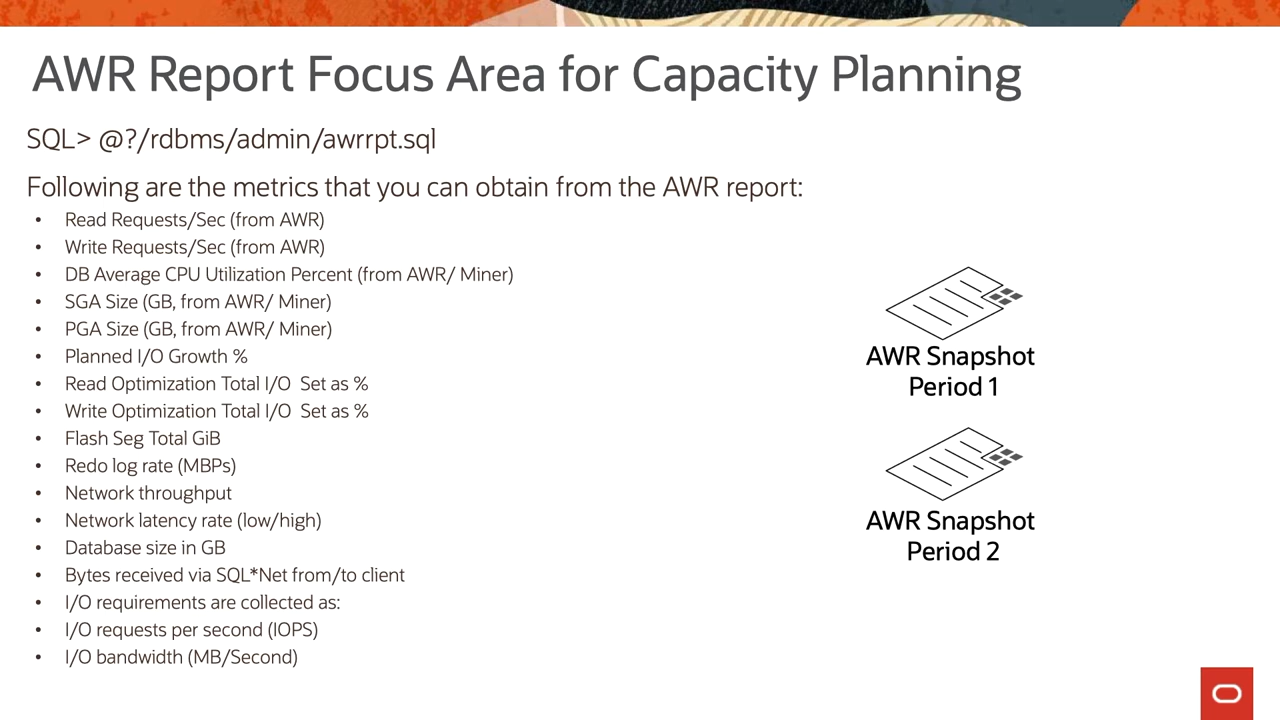 AWR Report Focus Area for Capacity Planning
SQL> @?/rdbms/admin/awrrpt.sql
Following are the metrics that you can obtain from the AWR report:
• Read Requests/Sec (from AWR)
• Write Requests/Sec (from AWR)
• DB Average CPU Utilization Percent (from AWR/ Miner)
• SGA Size (GB, from AWR/ Miner)
• PGA Size (GB, from AWR/ Miner)
• Planned I/O Growth %
• Read Optimization Total I/O  Set as %
• Write Optimization Total I/O  Set as %
• Flash Seg Total GiB
• Redo log rate (MBPs)
• Network throughput
• Network latency rate (low/high)
• Database size in GB
• Bytes received via SQL*Net from/to client
• I/O requirements are collected as:
• I/O requests per second (IOPS)
• I/O bandwidth (MB/Second)
AWR Snapshot
Period 1
AWR Snapshot
Period 2